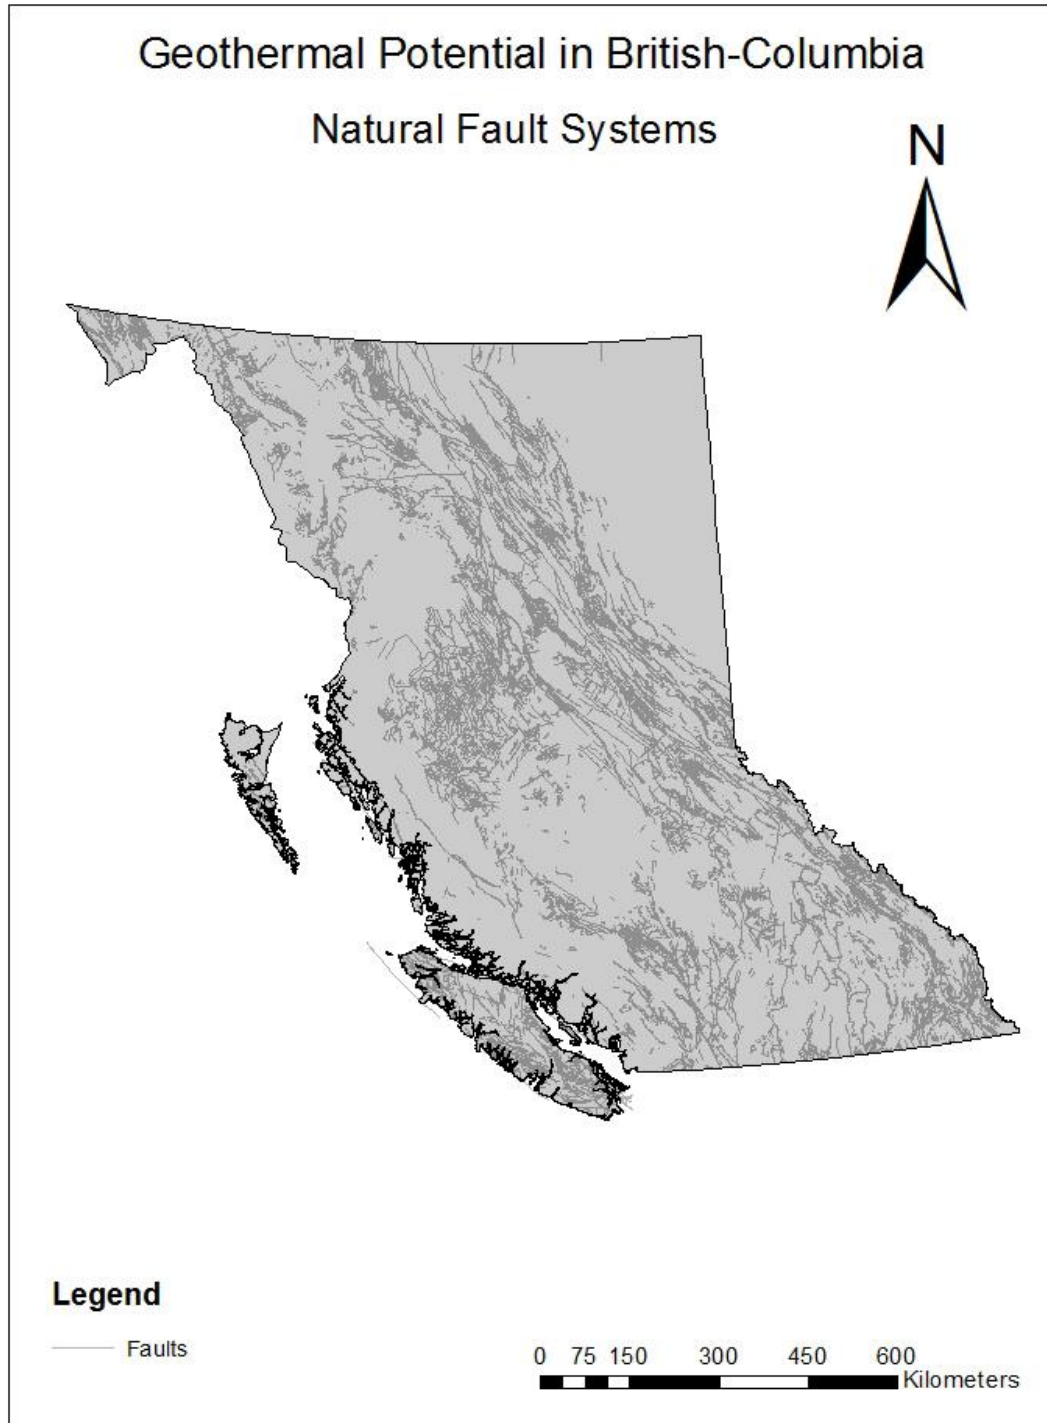 Geothermal Potential in British-Columbia
Natural Fault Systems
N
Legend
Faults
0 75 150 300 450 600
Kilometers